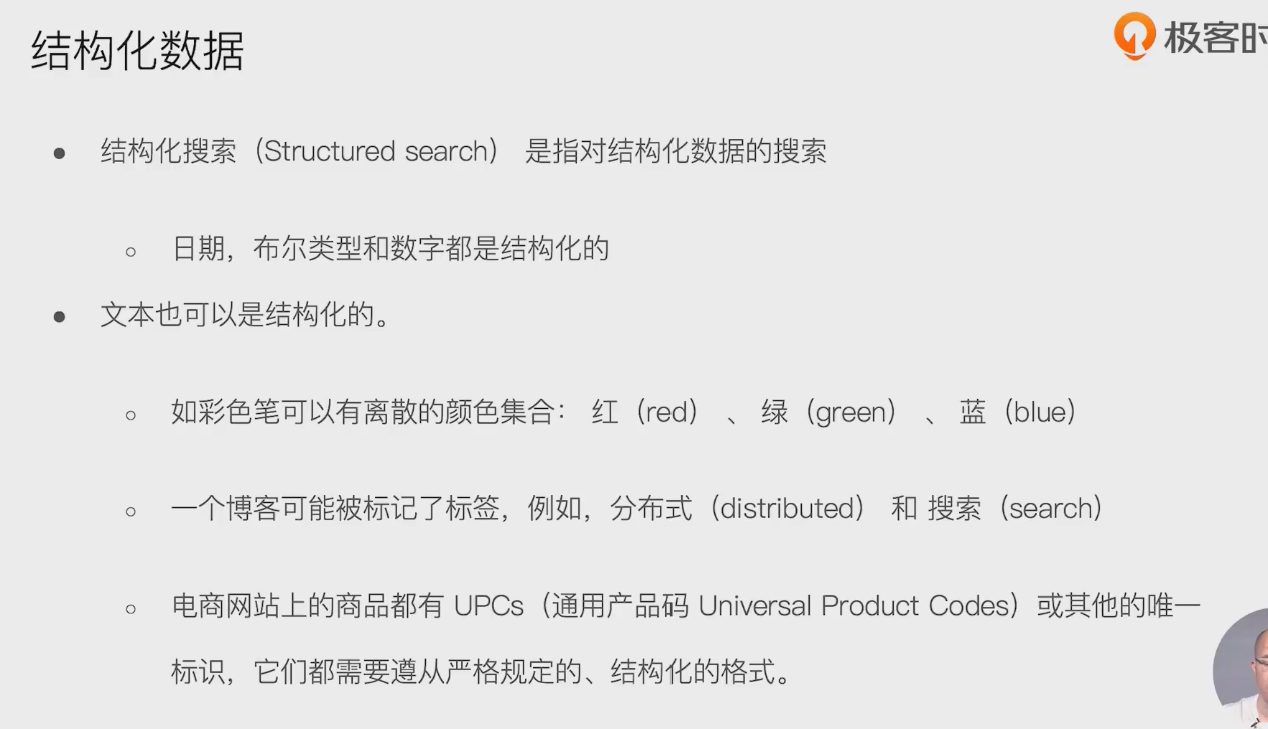 结构化数据
极客时
● 结构化搜索（Structured search） 是指对结构化数据的搜索
○ 日期，布尔类型和数字都是结构化的
● 文本也可以是结构化的。
○ 如彩色笔可以有离散的颜色集合： 红（red） 、 绿（green） 、 蓝（blue）
○ 一个博客可能被标记了标签，例如，分布式（distributed） 和 搜索（search）
○ 电商网站上的商品都有 UPCs（通用产品码 Universal Product Codes）或其他的唯一
标识，它们都需要遵从严格规定的、结构化的格式。